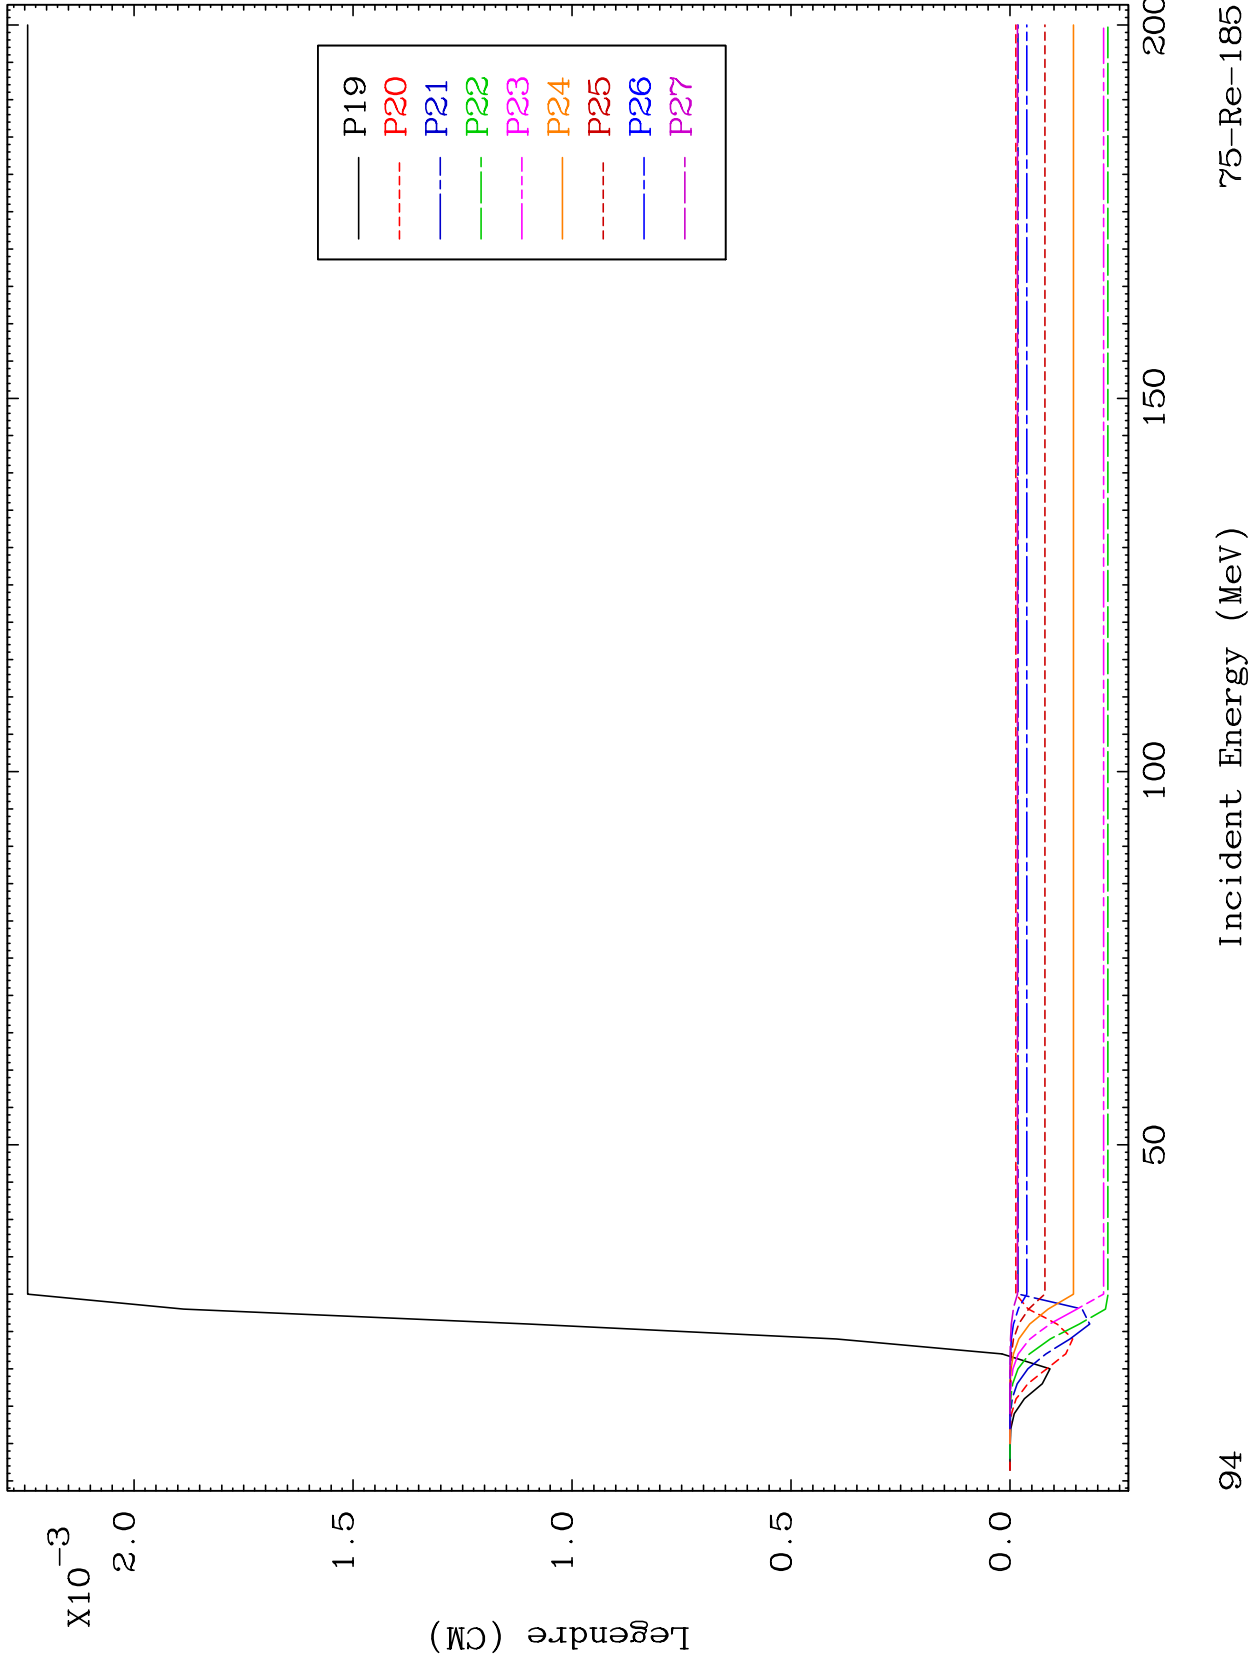 X10-3
2.0
1.5
1.0
0.5
0.0
Legendre (CM)
P19
P20
P21
P22
P23
P24
P25
P26
P27
50
100
150
200
Incident Energy (MeV)
94
75-Re-185